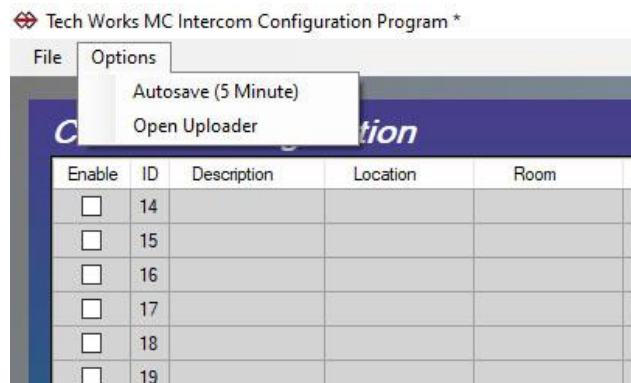 Tech Works MC Intercom Configuration Program *
File Options
Autosave (5 Minute)
Open Uploader
Enable ID Description Location Room
14
15
16
17
18
19